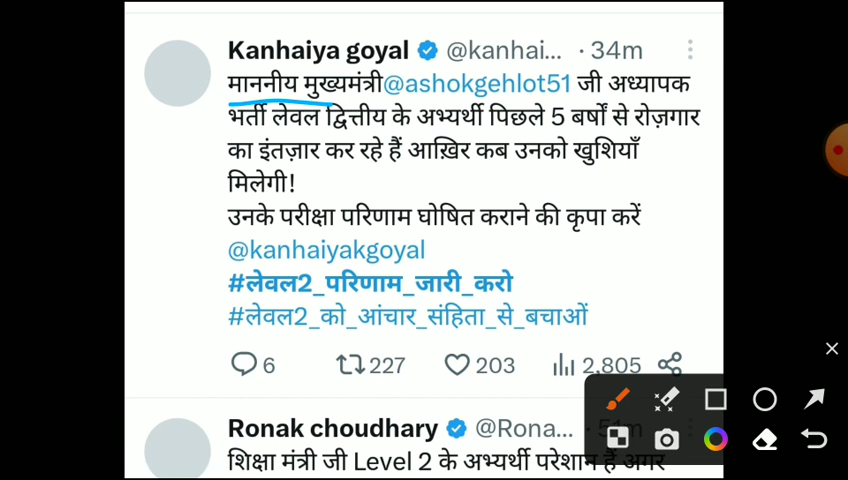 Kanhaiya goyal @kanhai... · 34m
माननीय मुख्यमंत्री@ashokgehlot51 जी अध्यापक
भर्ती लेवल द्वित्तीय के अभ्यर्थी पिछले 5 बर्षों से रोज़गार
का इंतज़ार कर रहे हैं आख़िर कब उनको खुशियाँ
मिलेगी!
उनके परीक्षा परिणाम घोषित कराने की कृपा करें
@kanhaiyakgoyal
#लेवल2_परिणाम_जारी_करो
#लेवल2_को_आंचार_संहिता_से_बचाओं
6 227 203 2,805
Ronak choudhary @Rona... · 51m
शिक्षा मंत्री जी Level 2 के अभ्यर्थी परेशान हैं अगर